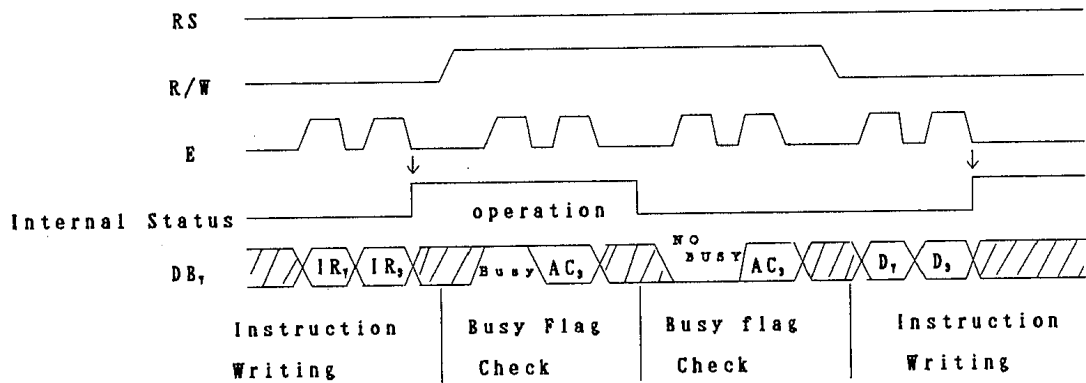 RS
R/W
E
Internal Status
operation
DB₇
IR₇
IR₃
Busy
AC₃
NO
BUSY
AC₃
D₇
D₃
Instruction
Writing
Busy Flag
Check
Busy flag
Check
Instruction
Writing